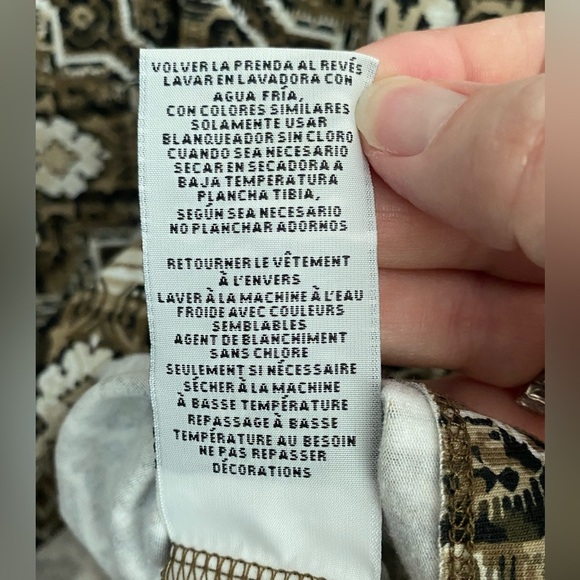 VOLVER LA PRENDA AL REVÉS
LAVAR EN LAVADORA CON
AGUA FRÍA,
CON COLORES SIMILARES
SOLAMENTE USAR
BLANQUEADOR SIN CLORO
CUANDO SEA NECESARIO
SECAR EN SECADORA A
BAJA TEMPERATURA
PLANCHA TIBIA,
SEGÚN SEA NECESARIO
NO PLANCHAR ADORNOS
RETOURNER LE VÊTEMENT
À L'ENVERS
LAVER À LA MACHINE À L'EAU
FROIDE AVEC COULEURS
SEMBLABLES
AGENT DE BLANCHIMENT
SANS CHLORE
SEULEMENT SI NÉCESSAIRE
SÉCHER À LA MACHINE
À BASSE TEMPÉRATURE
REPASSAGE À BASSE
TEMPÉRATURE AU BESOIN
NE PAS REPASSER
DÉCORATIONS